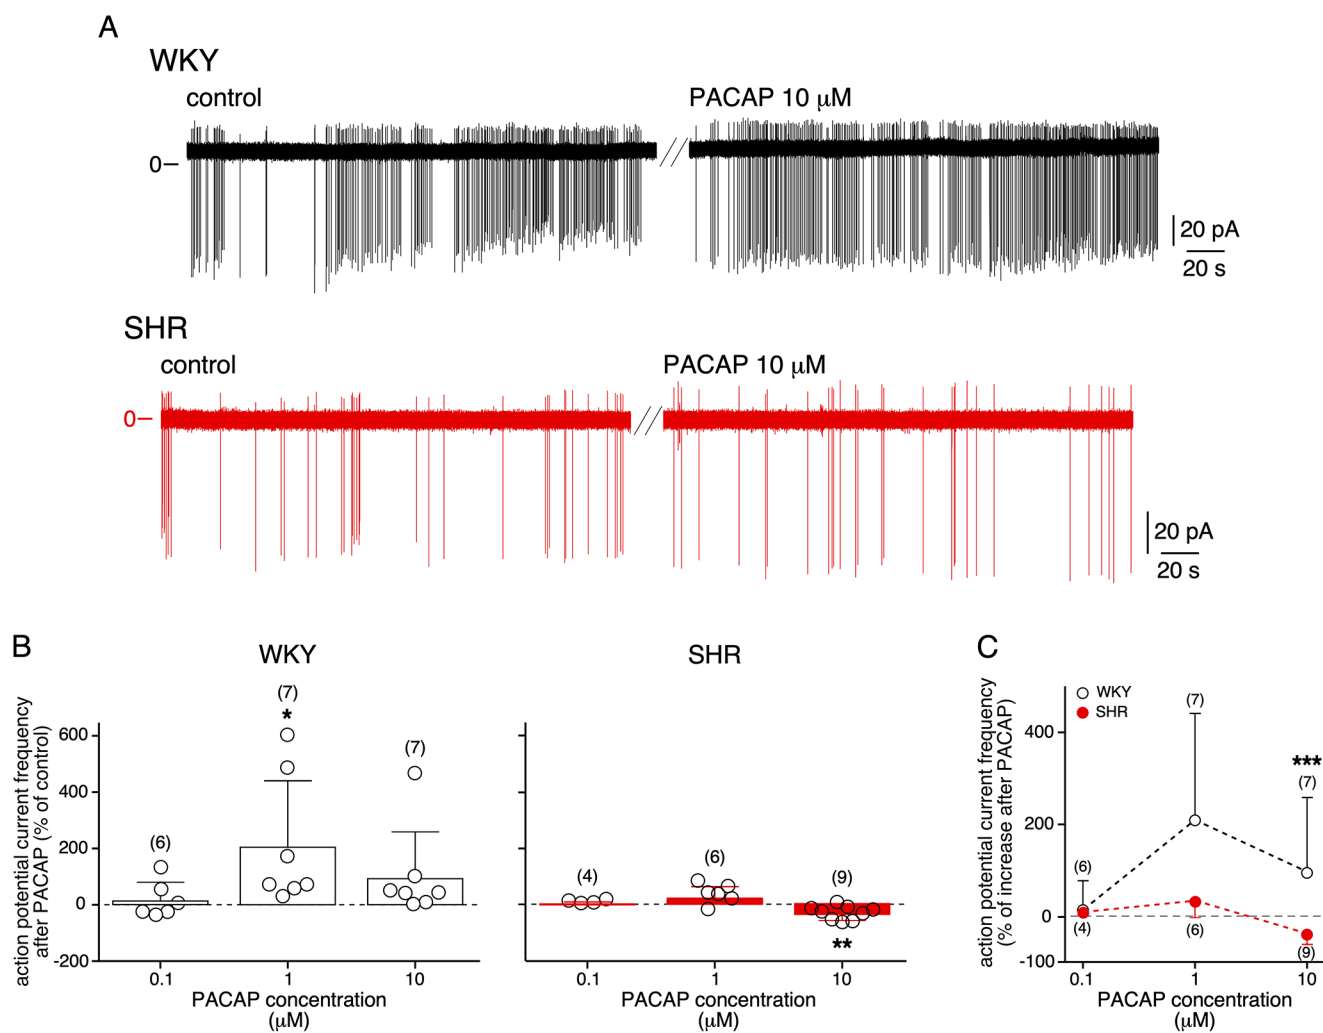 A
WKY
control
PACAP 10 μM
0
20 pA
20 s
SHR
control
PACAP 10 μM
0
20 pA
20 s
B
WKY
action potential current frequency
after PACAP (% of control)
600
400
200
0
-200
(6)
(7)
*
(7)
0.1
1
10
PACAP concentration
(μM)
SHR
(4)
(6)
(9)
**
0.1
1
10
PACAP concentration
(μM)
C
action potential current frequency
(% of increase after PACAP)
WKY
SHR
400
200
0
-100
(6)
(4)
(7)
(6)
***
(7)
(9)
0.1
1
10
PACAP concentration
(μM)